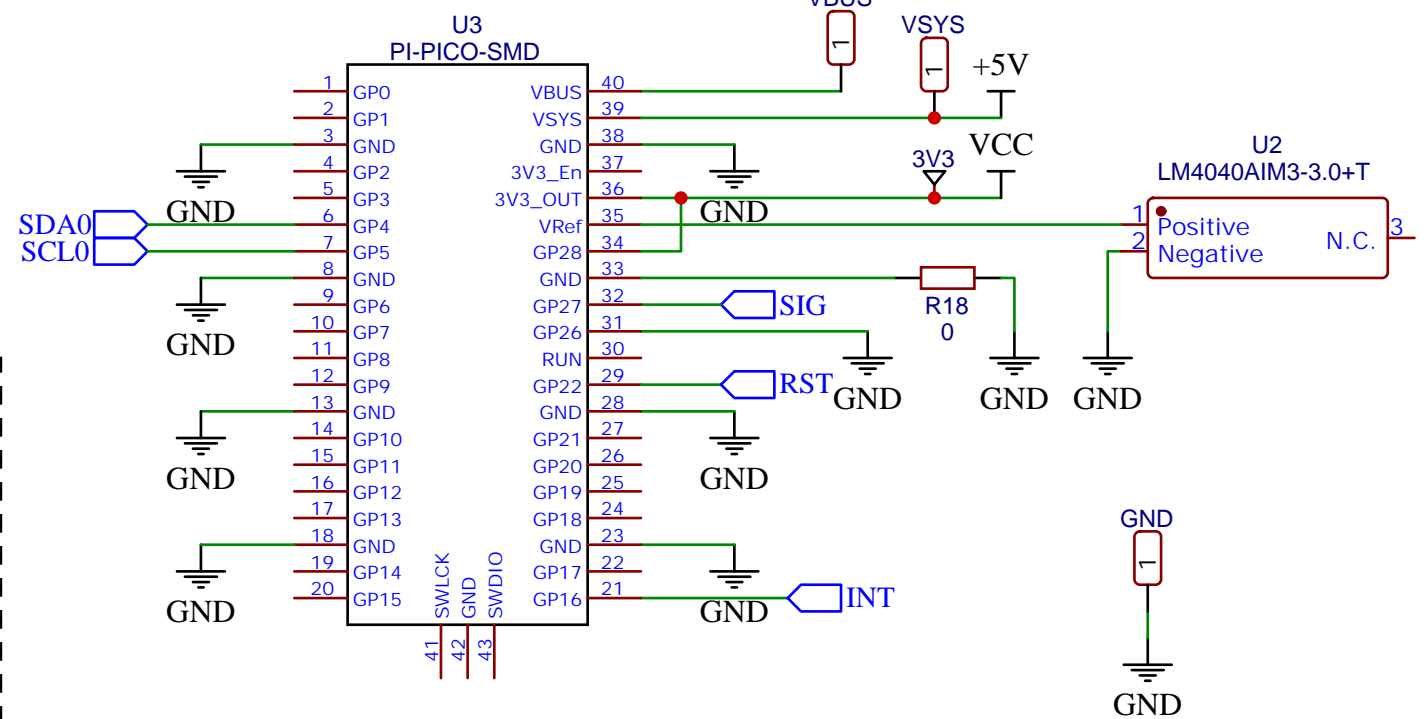 VBUS
1
VSYS
1
+5V
U3
PI-PICO-SMD
1 GP0
2 GP1
3 GND
4 GP2
5 GP3
6 GP4
7 GP5
8 GND
9 GP6
10 GP7
11 GP8
12 GP9
13 GND
14 GP10
15 GP11
16 GP12
17 GP13
18 GND
19 GP14
20 GP15
SWLCK 41
GND 42
SWDIO 43
VBUS 40
VSYS 39
GND 38
3V3_En 37
3V3_OUT 36
VRef 35
GP28 34
GND 33
GP27 32
GP26 31
RUN 30
GP22 29
GND 28
GP21 27
GP20 26
GP19 25
GP18 24
GND 23
GP17 22
GP16 21
GND
SDA0
SCL0
GND
GND
GND
VCC
3V3
GND
SIG
RST
GND
GND
GND
INT
R18
0
GND
GND
U2
LM4040AIM3-3.0+T
1 Positive
2 Negative
N.C. 3
GND
1
GND